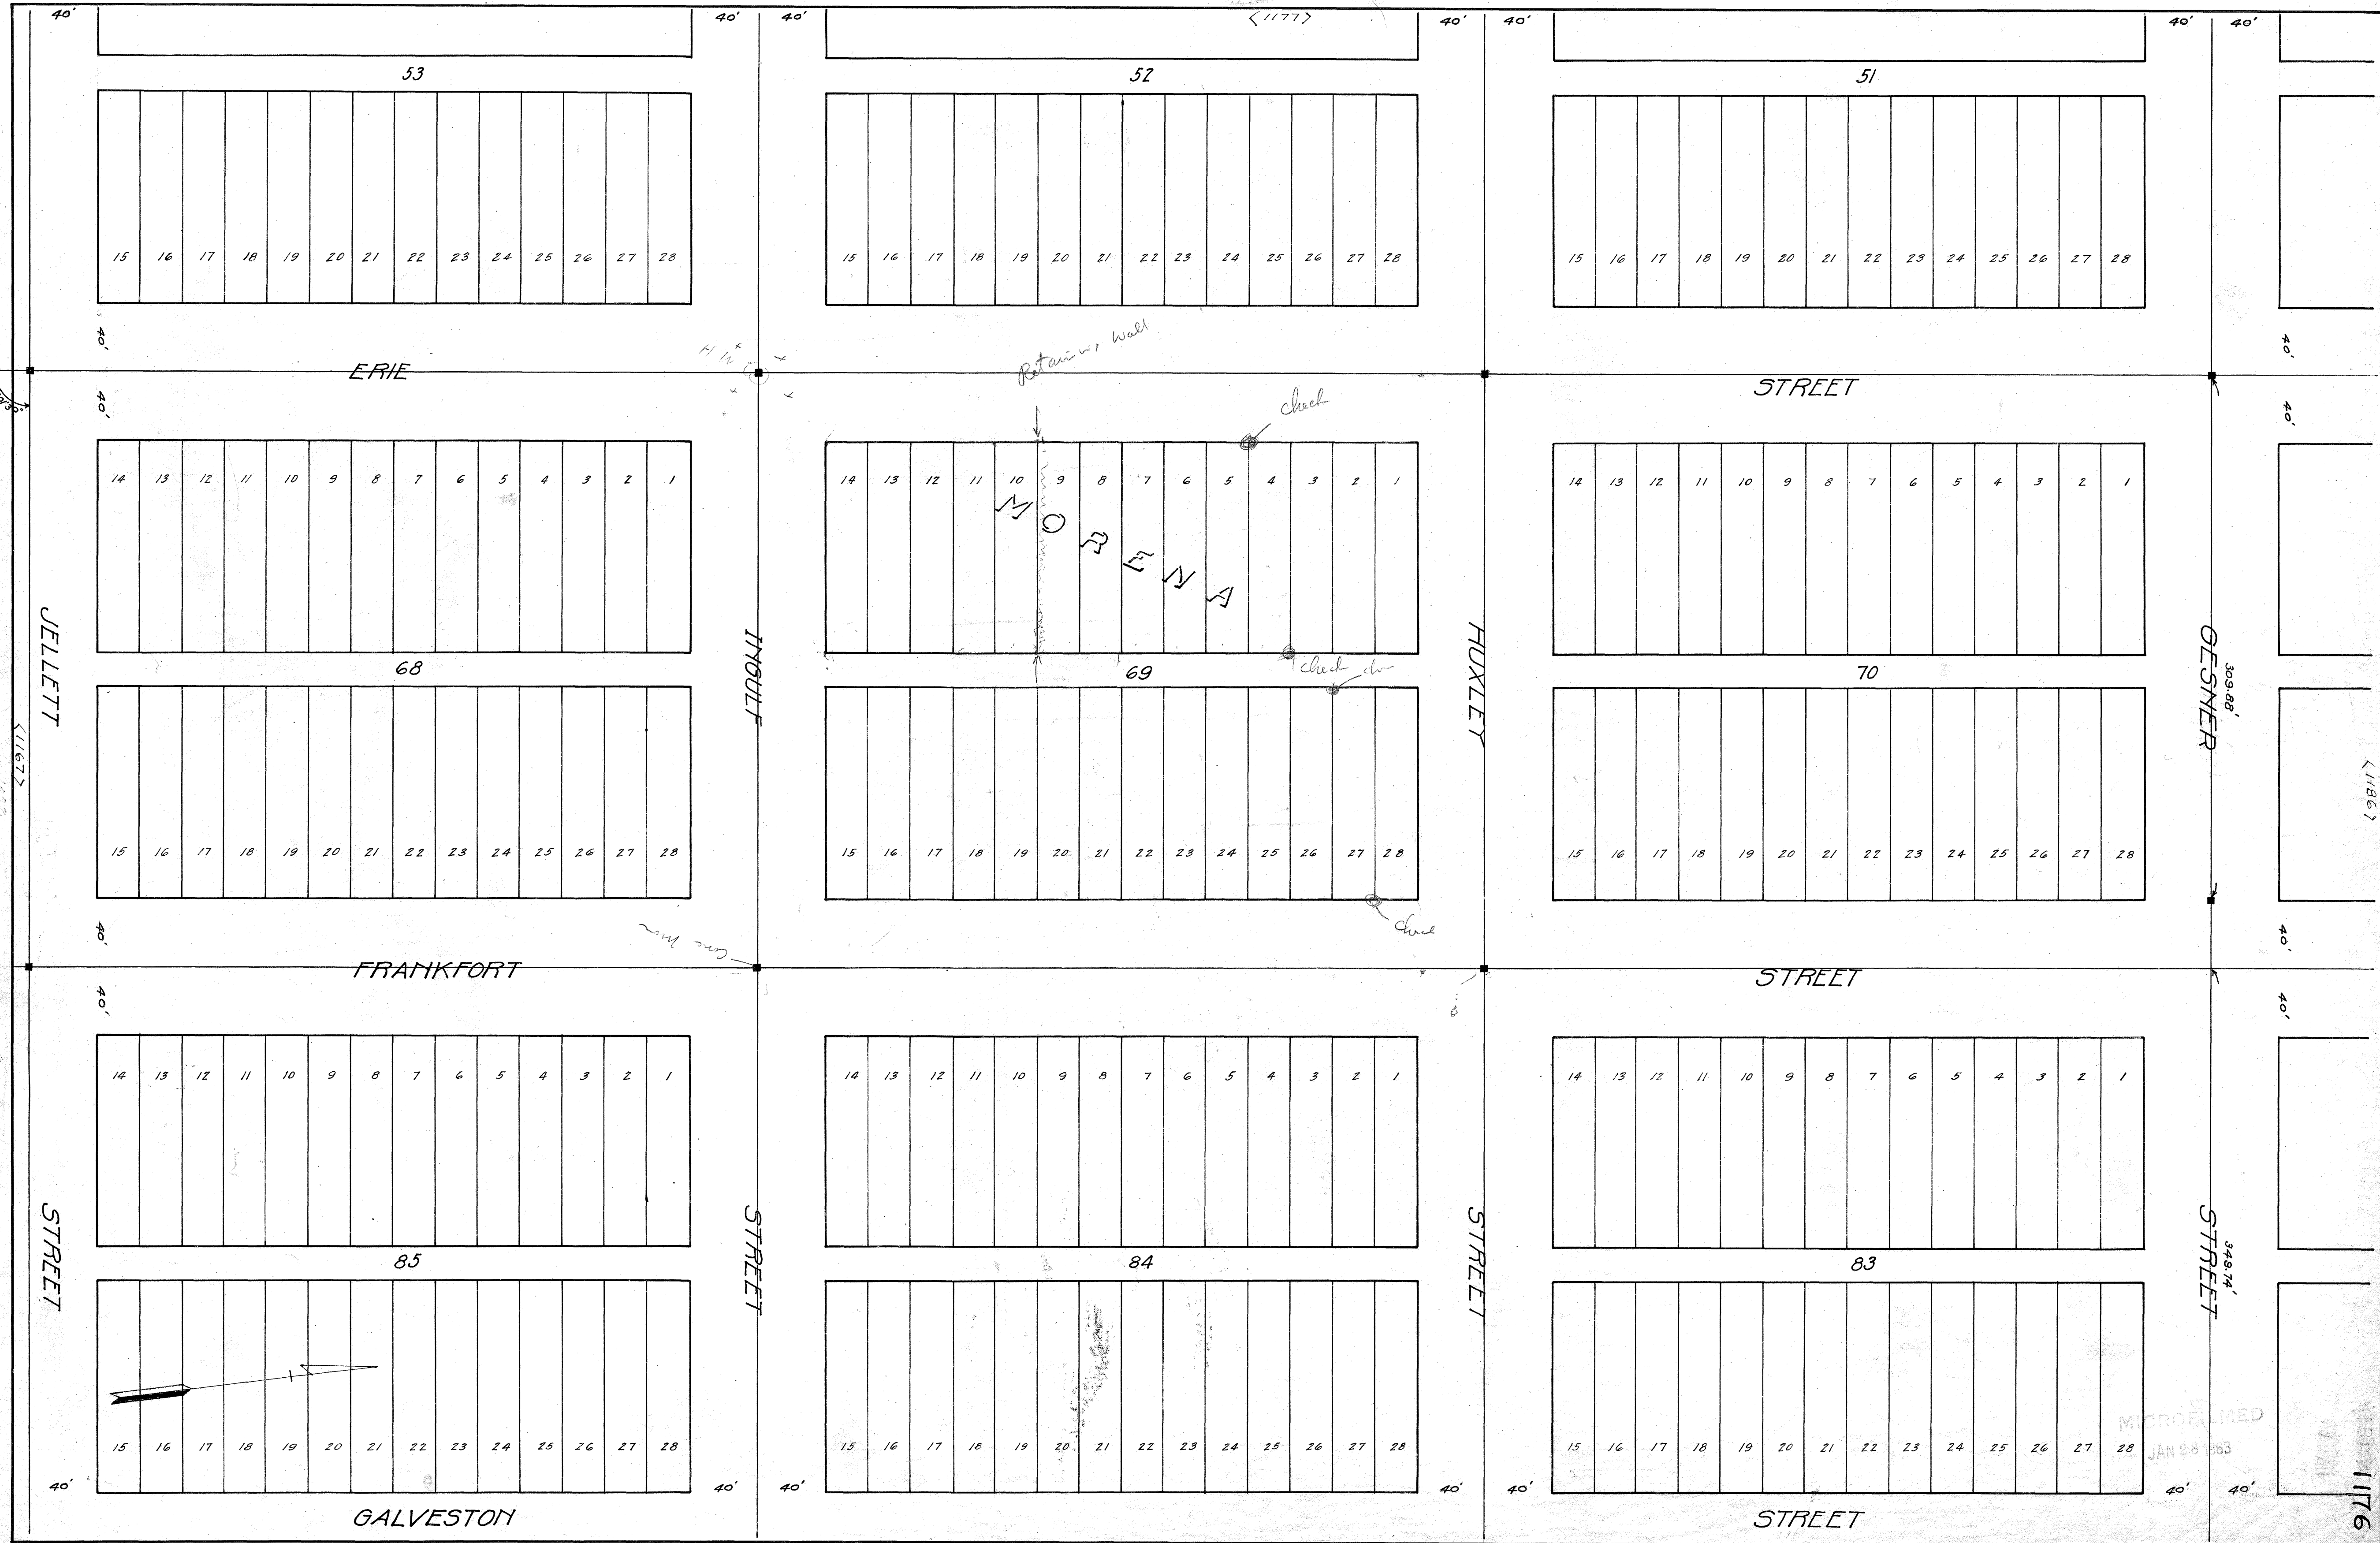 40' 40' 40' <1177> 40' 40' 40' 40'
53 52 51
15 16 17 18 19 20 21 22 23 24 25 26 27 28
15 16 17 18 19 20 21 22 23 24 25 26 27 28
15 16 17 18 19 20 21 22 23 24 25 26 27 28
40' 40'
Retaining Wall
ERIE STREET
40' 40'
check
14 13 12 11 10 9 8 7 6 5 4 3 2 1
14 13 12 11 10 9 8 7 6 5 4 3 2 1
14 13 12 11 10 9 8 7 6 5 4 3 2 1
MORENA
JELLETT
INGULF
HUXLEY
GESNER
309.88'
check
68 69 70
<1167>
<1186>
15 16 17 18 19 20 21 22 23 24 25 26 27 28
15 16 17 18 19 20 21 22 23 24 25 26 27 28
15 16 17 18 19 20 21 22 23 24 25 26 27 28
40' 40'
Conc Mon
FRANKFORT STREET
40' 40'
14 13 12 11 10 9 8 7 6 5 4 3 2 1
14 13 12 11 10 9 8 7 6 5 4 3 2 1
14 13 12 11 10 9 8 7 6 5 4 3 2 1
STREET
STREET
STREET
STREET
348.74'
85 84 83
15 16 17 18 19 20 21 22 23 24 25 26 27 28
15 16 17 18 19 20 21 22 23 24 25 26 27 28
15 16 17 18 19 20 21 22 23 24 25 26 27 28
MICROFILMED
JAN 28 1983
40' 40' 40' 40' 40' 40' 40'
GALVESTON STREET
1176